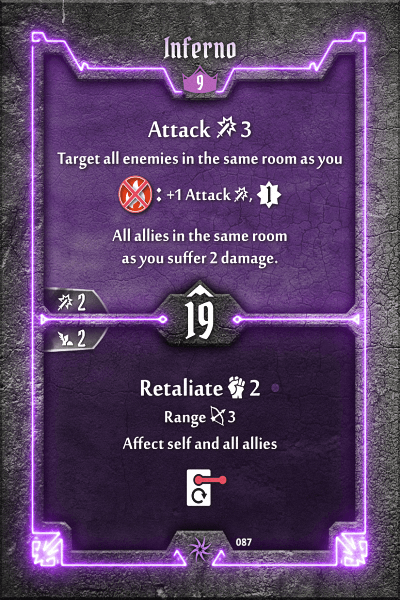 Inferno
9
Attack 3
Target all enemies in the same room as you
: +1 Attack , 1
All allies in the same room
as you suffer 2 damage.
2
19
2
Retaliate 2
Range 3
Affect self and all allies
087